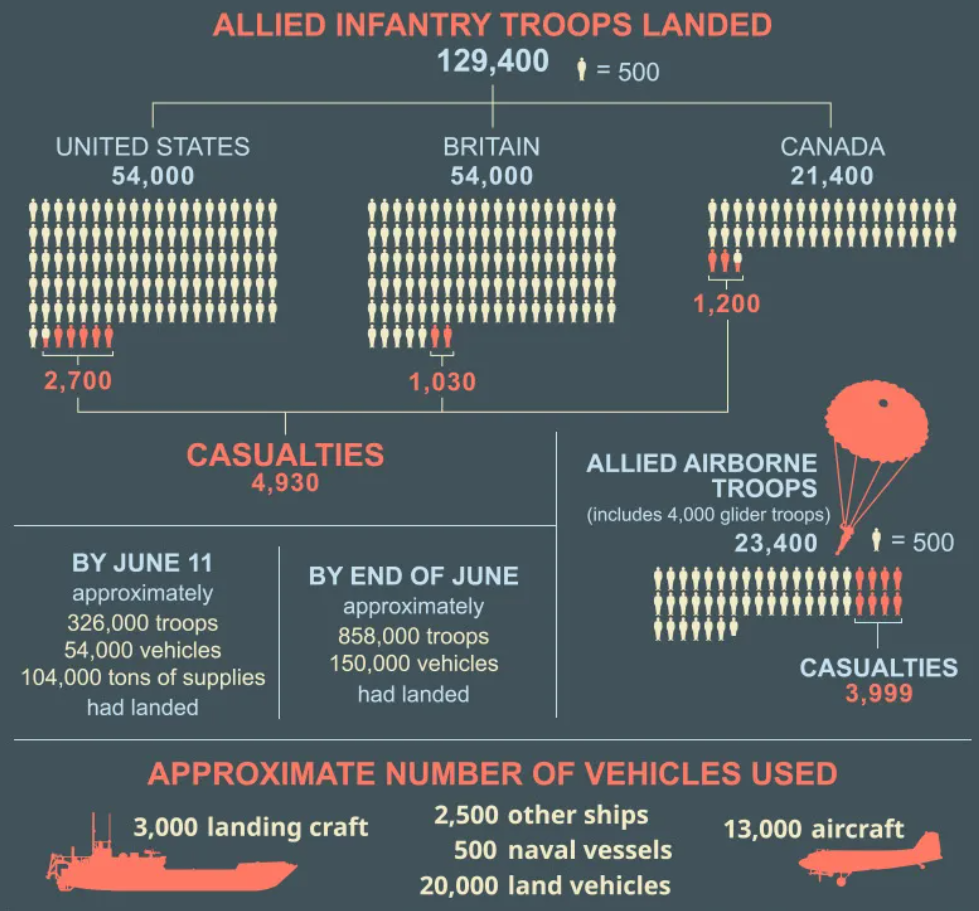 ALLIED INFANTRY TROOPS LANDED
129,400
= 500
UNITED STATES
54,000
BRITAIN
54,000
CANADA
21,400
2,700
1,030
1,200
CASUALTIES
4,930
ALLIED AIRBORNE
TROOPS
(includes 4,000 glider troops)
23,400
= 500
CASUALTIES
3,999
BY JUNE 11
approximately
326,000 troops
54,000 vehicles
104,000 tons of supplies
had landed
BY END OF JUNE
approximately
858,000 troops
150,000 vehicles
had landed
APPROXIMATE NUMBER OF VEHICLES USED
3,000 landing craft
2,500 other ships
500 naval vessels
20,000 land vehicles
13,000 aircraft